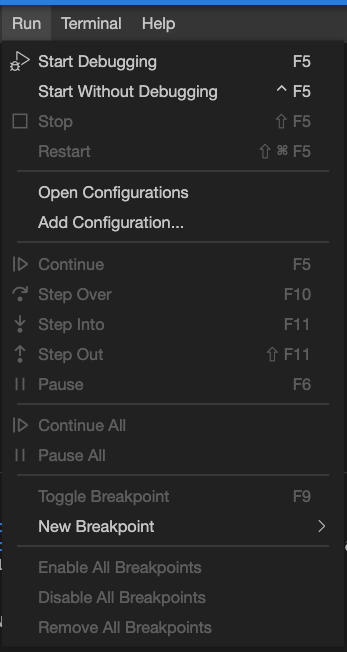 Run Terminal Help
Start Debugging F5
Start Without Debugging ^ F5
Stop ⇧ F5
Restart ⇧ ⌘ F5
Open Configurations
Add Configuration...
Continue F5
Step Over F10
Step Into F11
Step Out ⇧ F11
Pause F6
Continue All
Pause All
Toggle Breakpoint F9
New Breakpoint >
Enable All Breakpoints
Disable All Breakpoints
Remove All Breakpoints